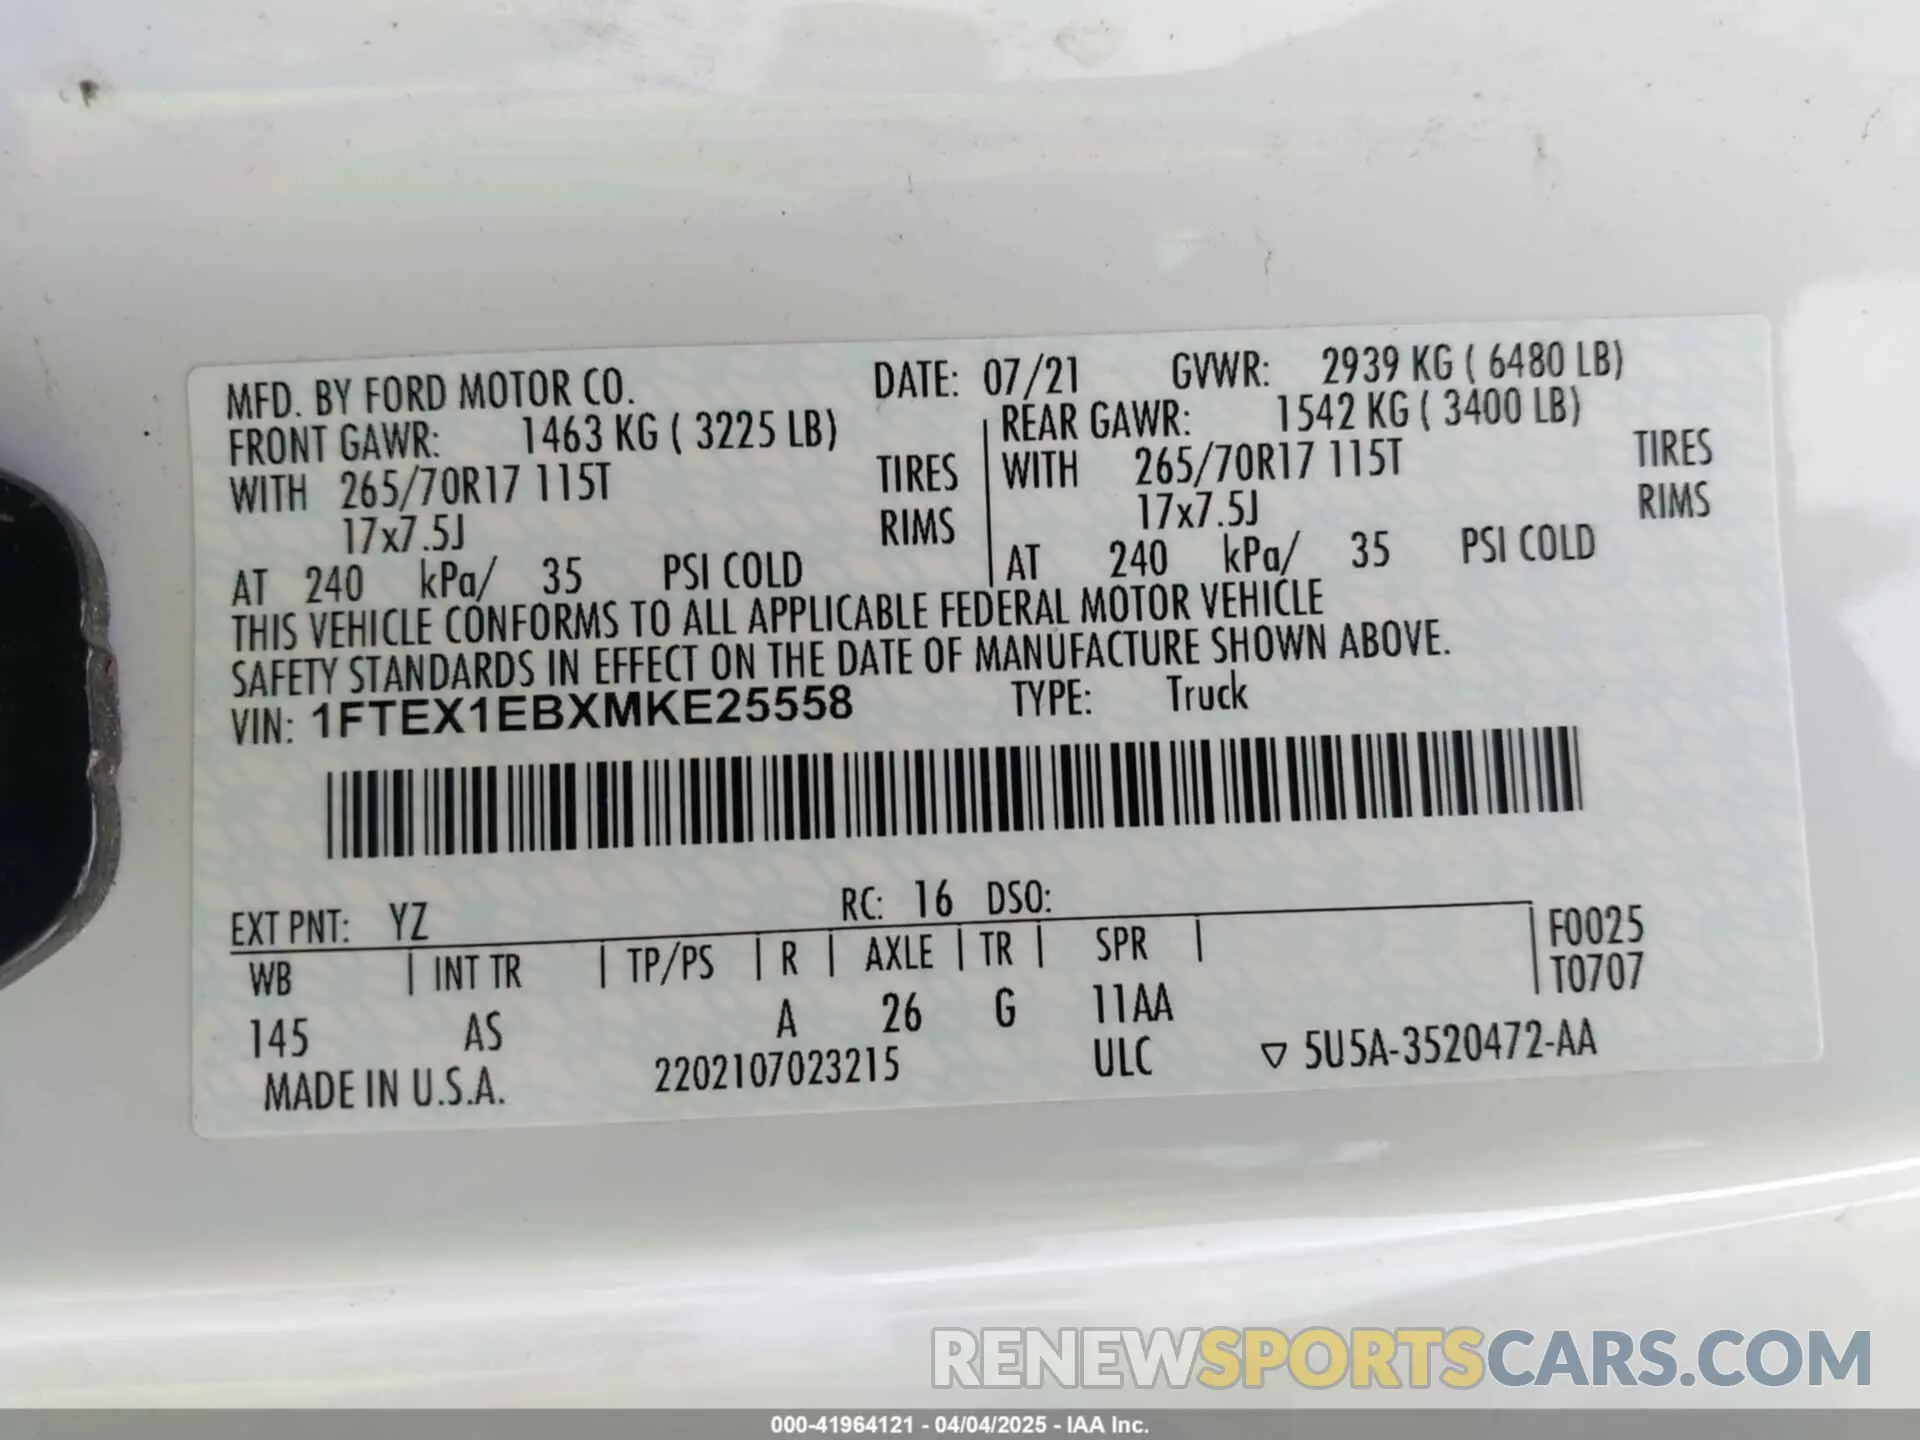 MFD. BY FORD MOTOR CO. DATE: 07/21 GVWR: 2939 KG ( 6480 LB)
FRONT GAWR: 1463 KG ( 3225 LB) REAR GAWR: 1542 KG ( 3400 LB)
WITH 265/70R17 115T TIRES WITH 265/70R17 115T TIRES
17x7.5J RIMS 17x7.5J RIMS
AT 240 kPa/ 35 PSI COLD AT 240 kPa/ 35 PSI COLD
THIS VEHICLE CONFORMS TO ALL APPLICABLE FEDERAL MOTOR VEHICLE
SAFETY STANDARDS IN EFFECT ON THE DATE OF MANUFACTURE SHOWN ABOVE.
VIN: 1FTEX1EBXMKE25558 TYPE: Truck
EXT PNT: YZ RC: 16 DSO:
WB INT TR TP/PS R AXLE TR SPR F0025
T0707
145 AS A 26 G 11AA
MADE IN U.S.A. 2202107023215 ULC ▽ 5U5A-3520472-AA
RENEWSPORTSCARS.COM
000-41964121 - 04/04/2025 - IAA Inc.